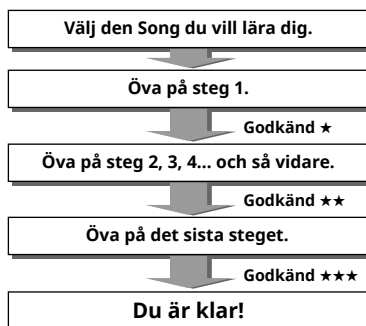 Välj den Song du vill lära dig.
Öva på steg 1.
Godkänd ★
Öva på steg 2, 3, 4... och så vidare.
Godkänd ★★
Öva på det sista steget.
Godkänd ★★★
Du är klar!